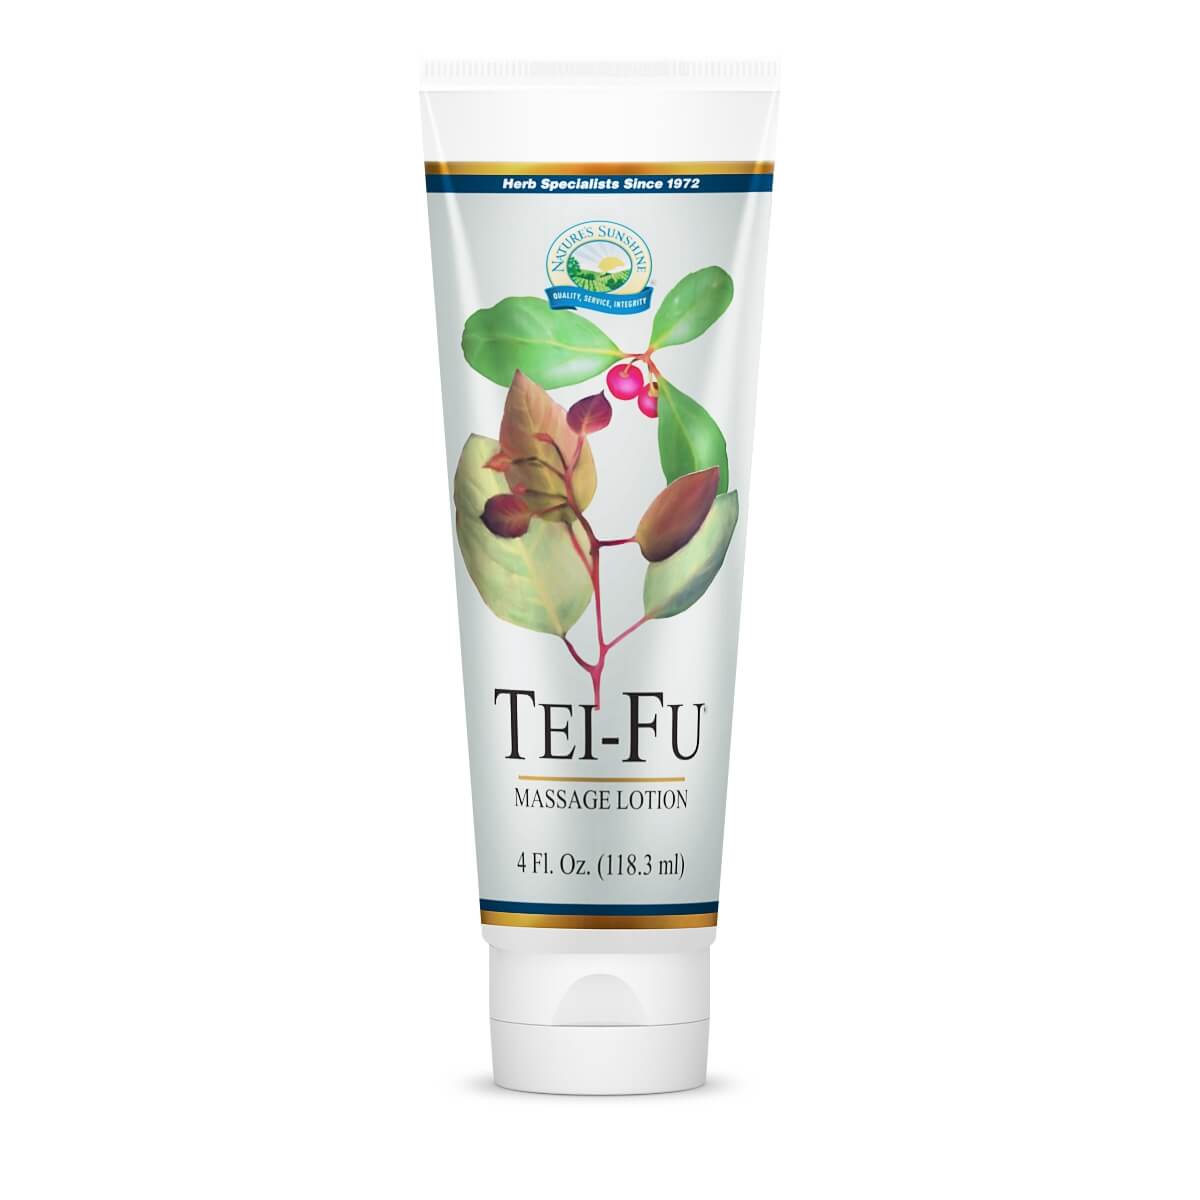 Herb Specialists Since 1972
NATURE'S SUNSHINE
QUALITY, SERVICE, INTEGRITY
TEI-FU®
MASSAGE LOTION
4 Fl. Oz. (118.3 ml)